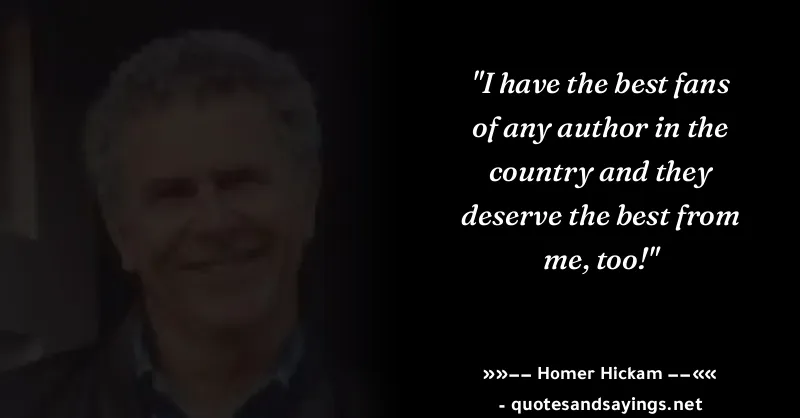 "I have the best fans
of any author in the
country and they
deserve the best from
me, too!"
»»−− Homer Hickam −−««
- quotesandsayings.net